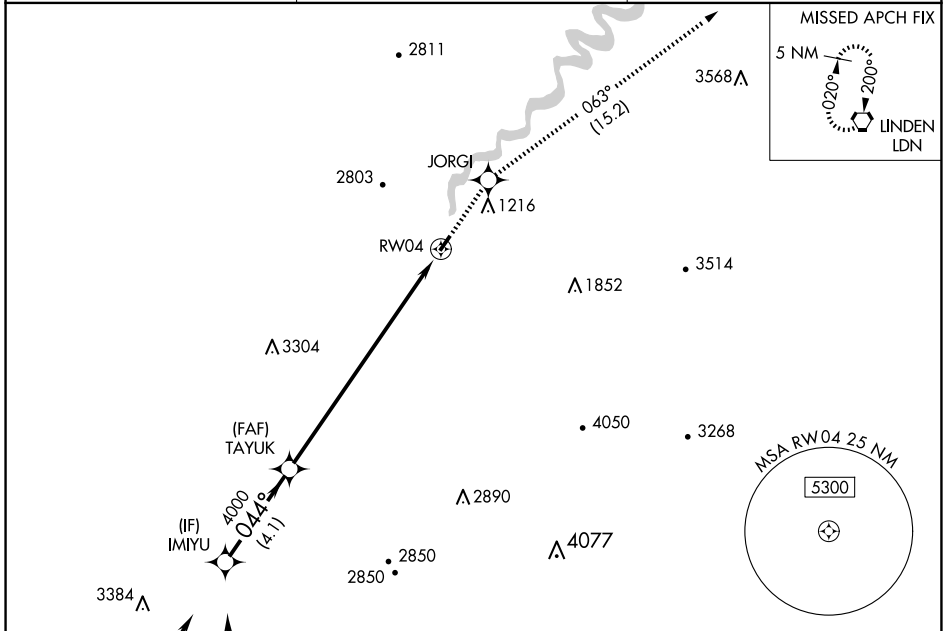 MISSED APCH FIX
5 NM
020°
200°
LINDEN
LDN
2811
3568
063°
(15.2)
JORGI
2803
1216
RW04
3514
1852
3304
4050
3268
(FAF)
TAYUK
MSA RW04 25 NM
5300
2890
4000
044°
(4.1)
(IF)
IMIYU
4077
2850
2850
3384